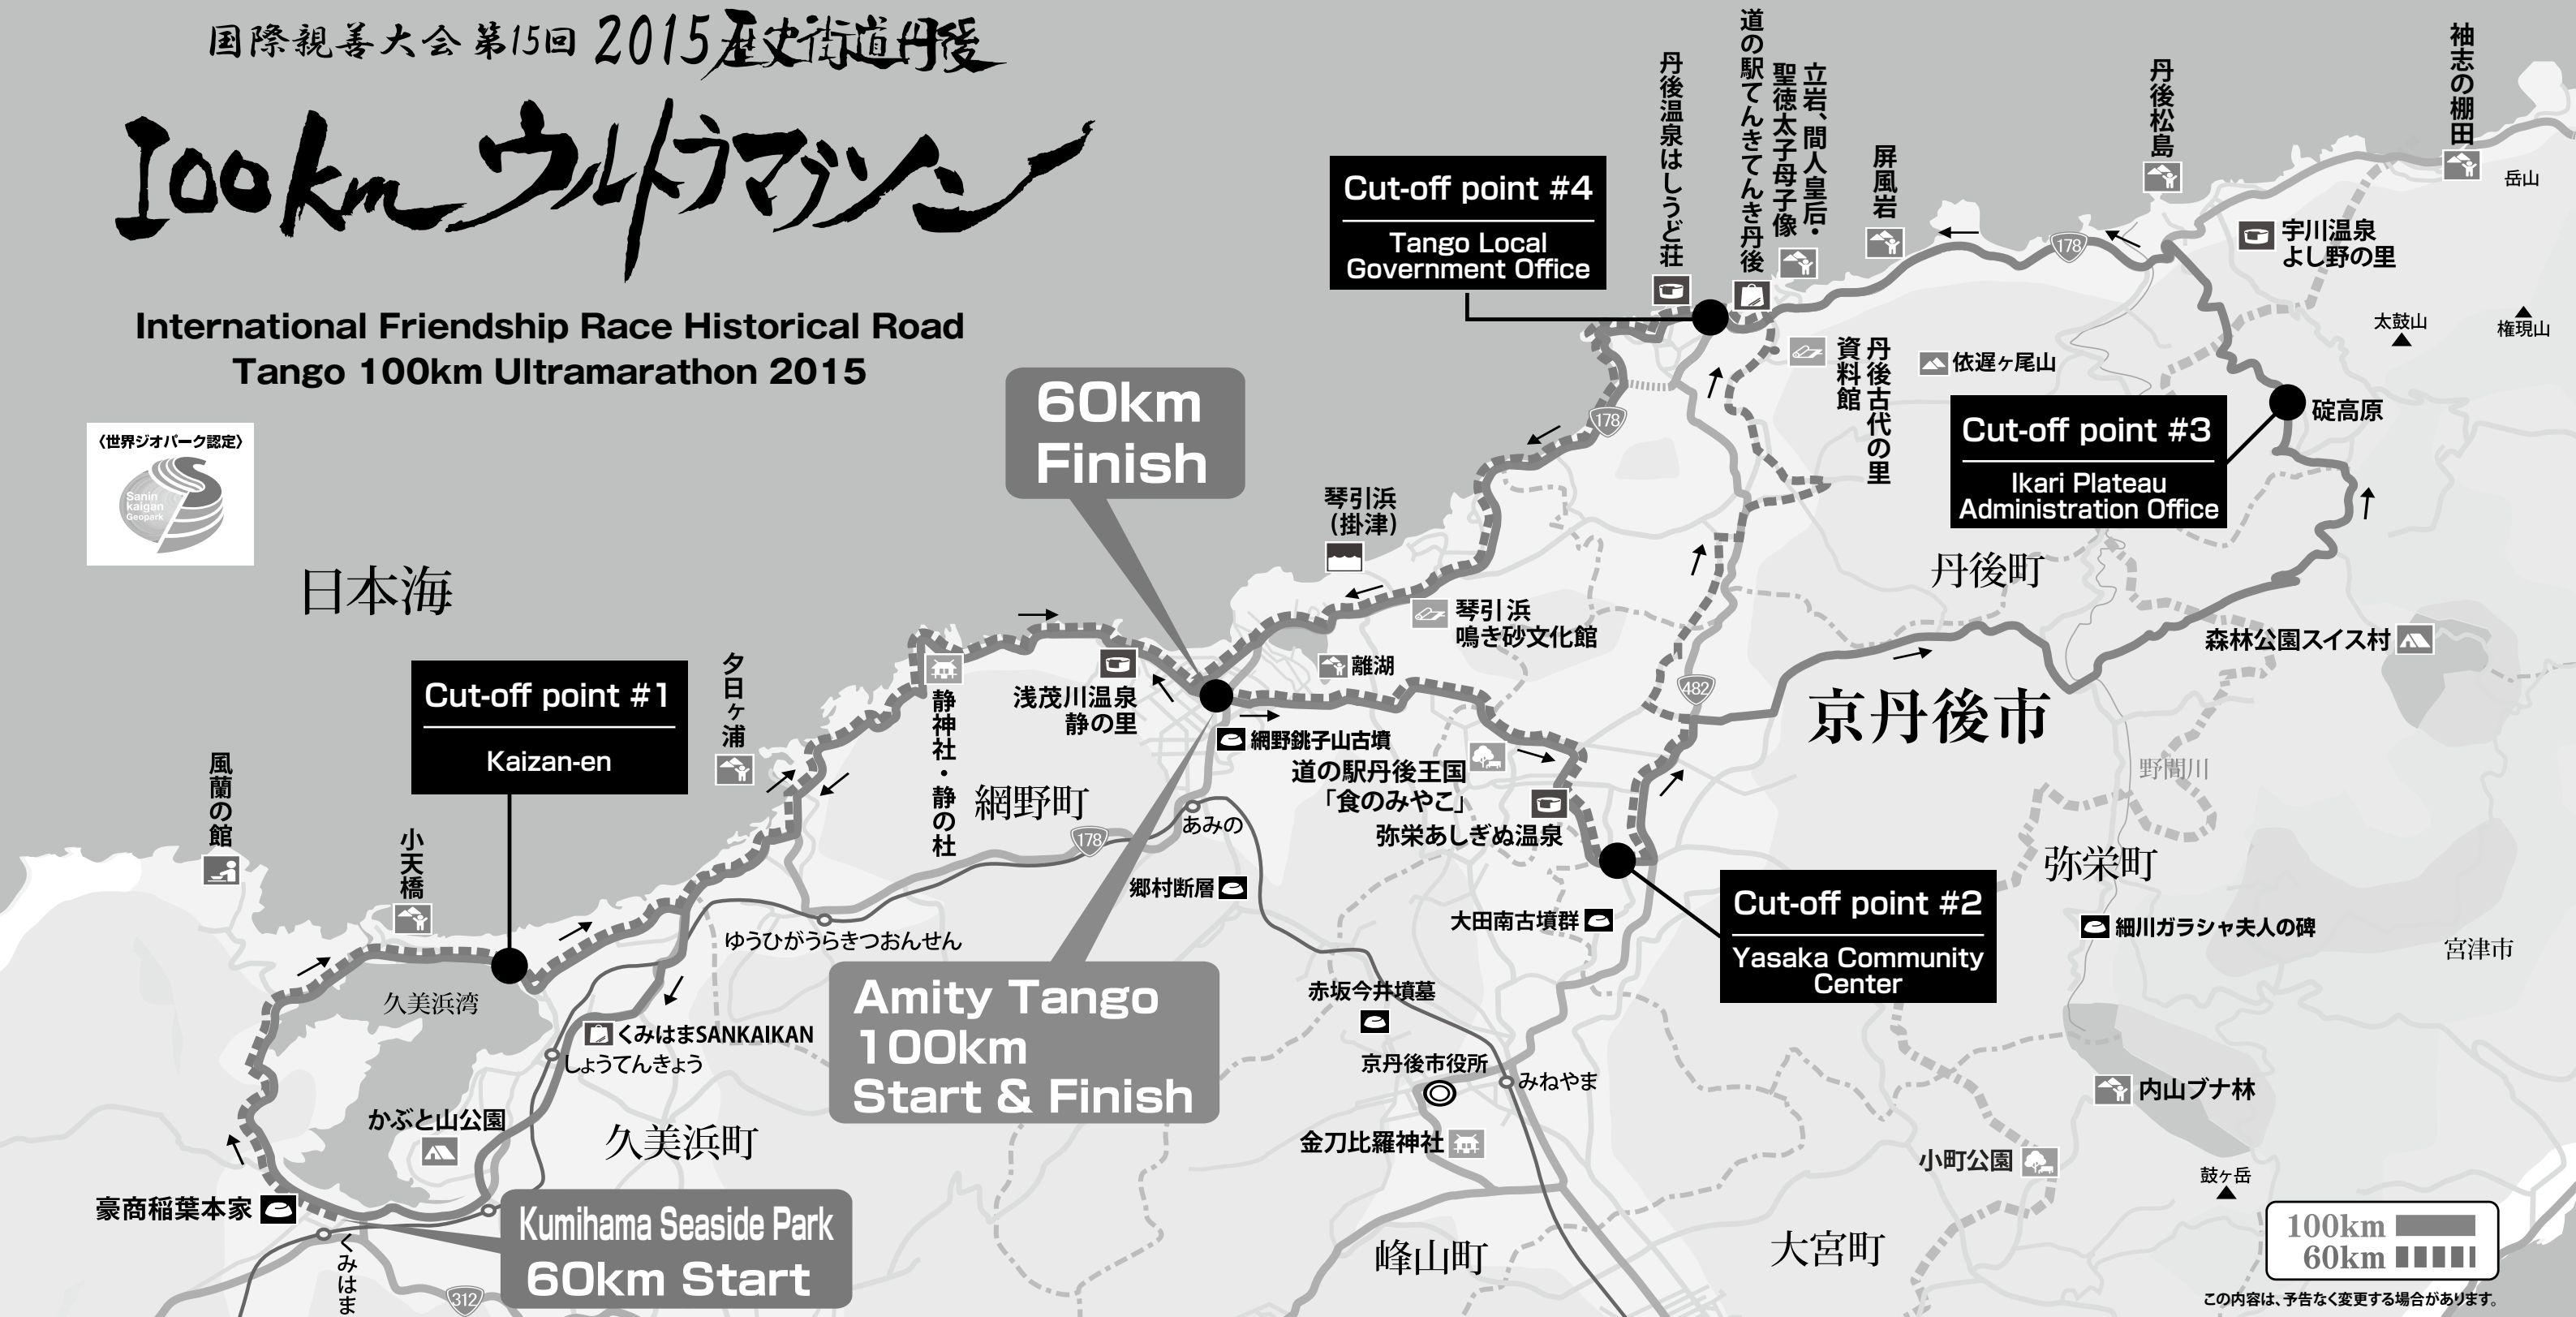 国際親善大会 第15回 2015歴史街道丹後
100kmウルトラマラソン
International Friendship Race Historical Road
Tango 100km Ultramarathon 2015
〈世界ジオパーク認定〉
Sanin
kaigan
Geopark
日本海
Cut-off point #4
Tango Local
Government Office
丹後温泉はしうど荘
道の駅てんきてんき丹後
立岩、間人皇后・
聖徳太子母子像
屏風岩
丹後松島
袖志の棚田
岳山
178
宇川温泉
よし野の里
太鼓山
権現山
依遅ヶ尾山
丹後古代の里
資料館
Cut-off point #3
Ikari Plateau
Administration Office
碇高原
60km
Finish
178
琴引浜
(掛津)
琴引浜
鳴き砂文化館
丹後町
森林公園スイス村
離湖
482
京丹後市
Cut-off point #1
Kaizan-en
夕日ヶ浦
静神社・静の杜
浅茂川温泉
静の里
網野銚子山古墳
道の駅丹後王国
「食のみやこ」
弥栄あしぎぬ温泉
野間川
網野町
あみの
178
風蘭の館
小天橋
弥栄町
郷村断層
大田南古墳群
Cut-off point #2
Yasaka Community
Center
細川ガラシャ夫人の碑
宮津市
ゆうひがうらきつおんせん
久美浜湾
Amity Tango
100km
Start & Finish
赤坂今井墳墓
くみはまSANKAIKAN
しょうてんきょう
京丹後市役所
みねやま
内山ブナ林
かぶと山公園
久美浜町
金刀比羅神社
小町公園
鼓ヶ岳
豪商稲葉本家
Kumihama Seaside Park
60km Start
くみはま
312
峰山町
大宮町
100km
60km
この内容は、予告なく変更する場合があります。